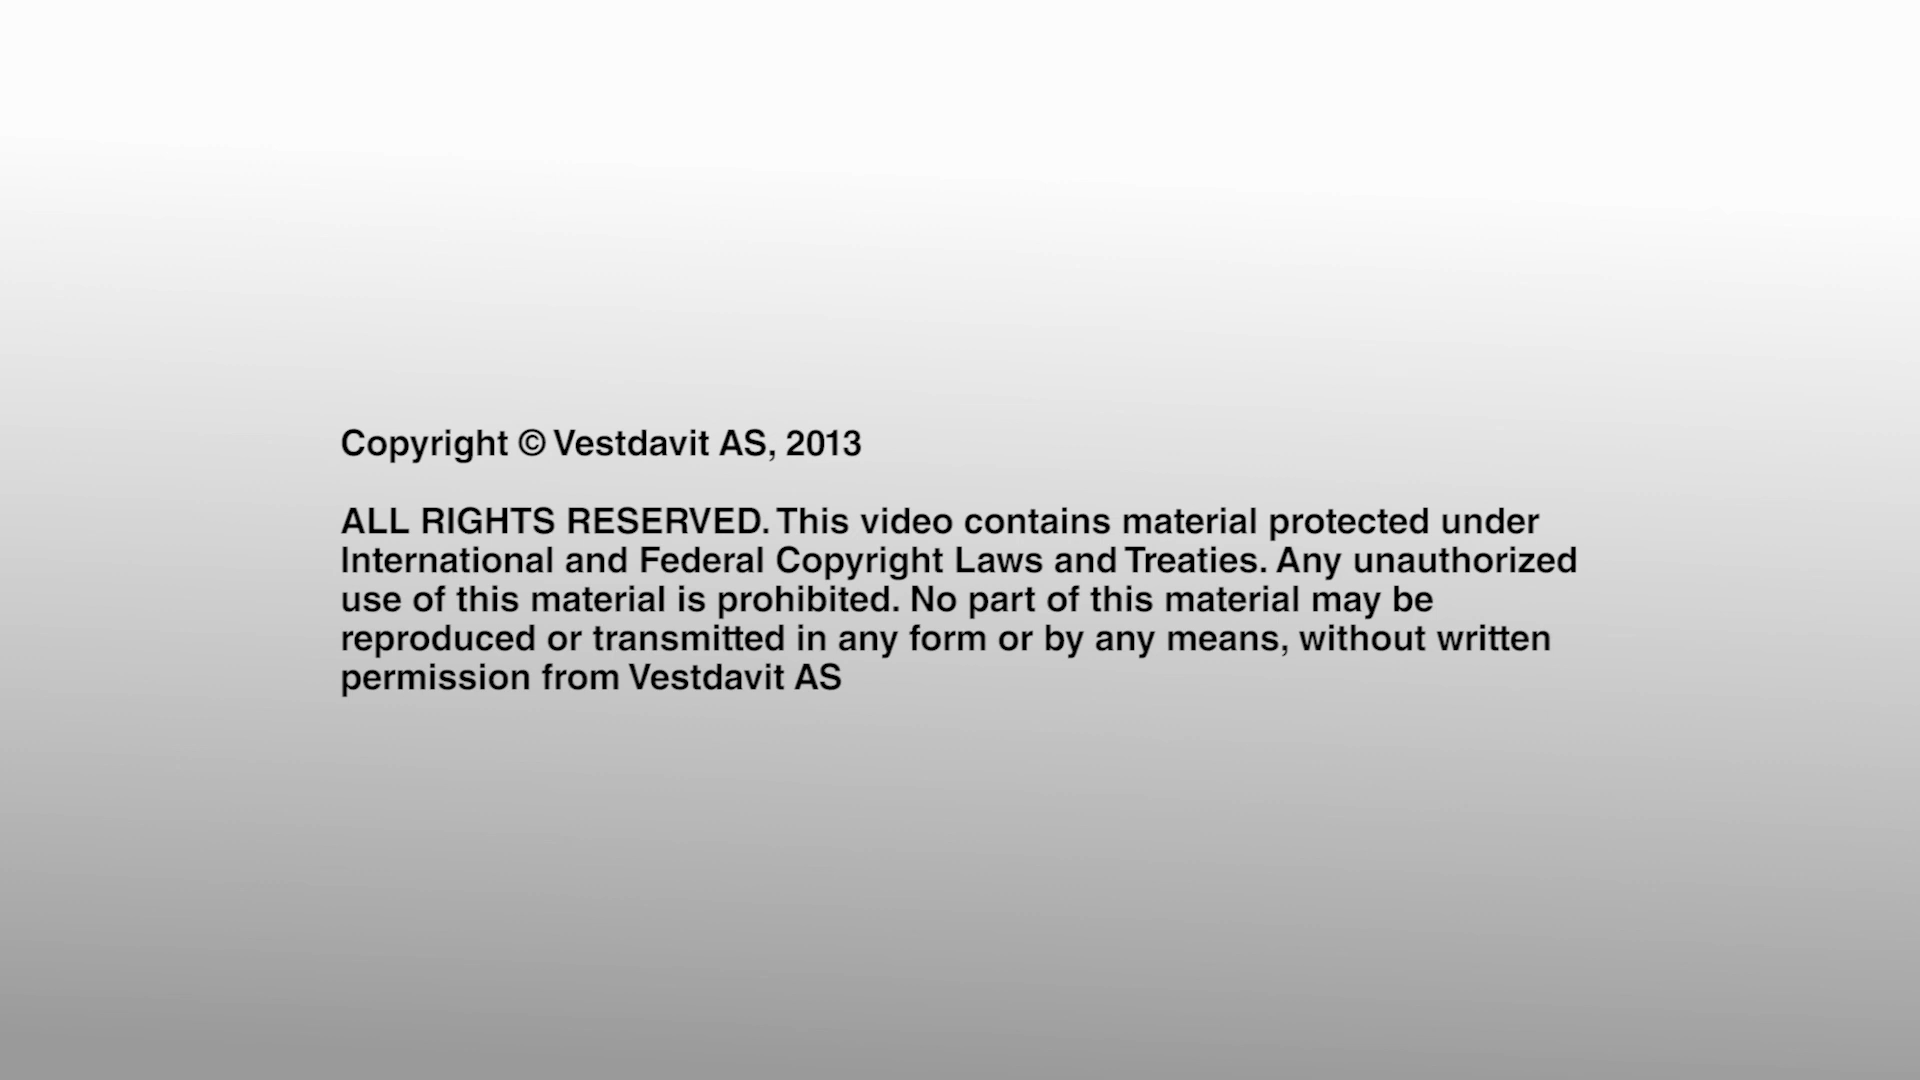 Copyright © Vestdavit AS, 2013
ALL RIGHTS RESERVED. This video contains material protected under
International and Federal Copyright Laws and Treaties. Any unauthorized
use of this material is prohibited. No part of this material may be
reproduced or transmitted in any form or by any means, without written
permission from Vestdavit AS